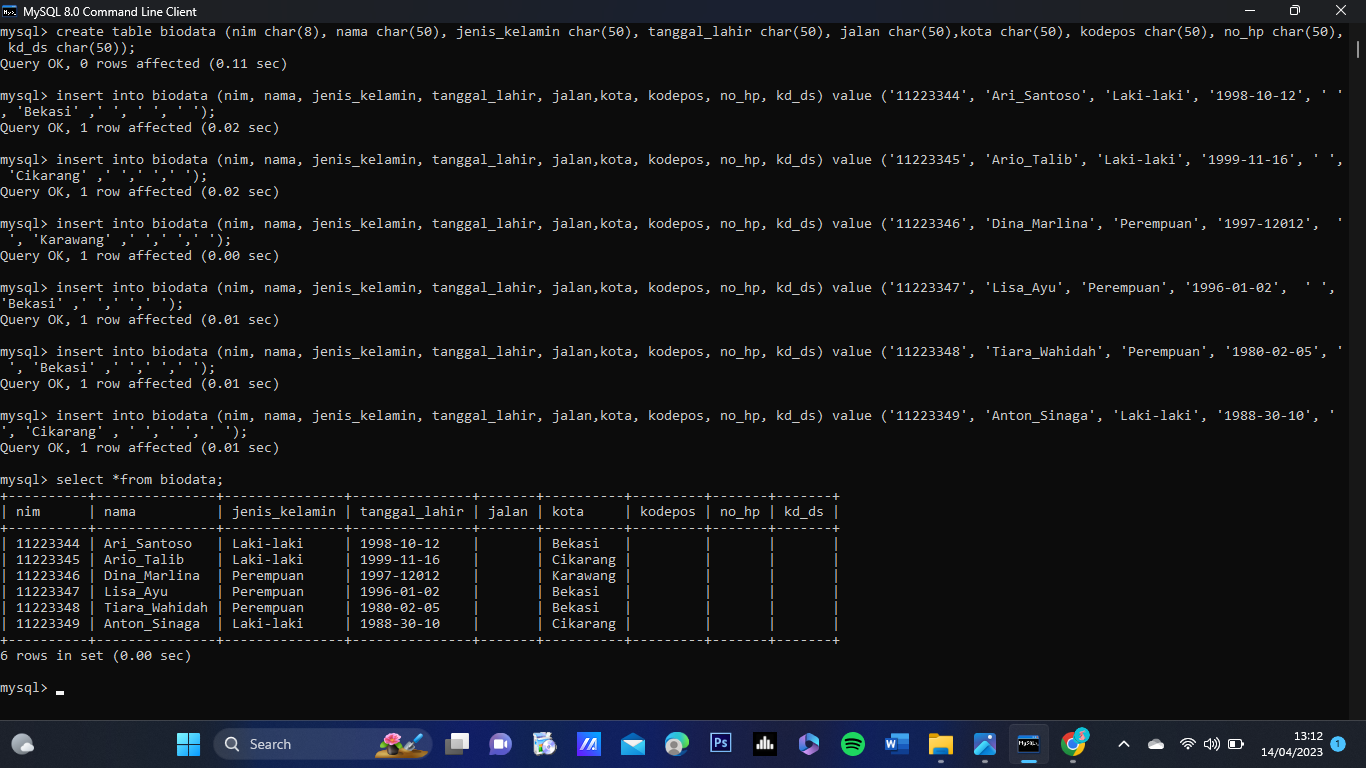 MySQL 8.0 Command Line Client
mysql> create table biodata (nim char(8), nama char(50), jenis_kelamin char(50), tanggal_lahir char(50), jalan char(50),kota char(50), kodepos char(50), no_hp char(50),
 kd_ds char(50));
Query OK, 0 rows affected (0.11 sec)
mysql> insert into biodata (nim, nama, jenis_kelamin, tanggal_lahir, jalan,kota, kodepos, no_hp, kd_ds) value ('11223344', 'Ari_Santoso', 'Laki-laki', '1998-10-12', ' '
, 'Bekasi' ,' ', ' ', ' ');
Query OK, 1 row affected (0.02 sec)
mysql> insert into biodata (nim, nama, jenis_kelamin, tanggal_lahir, jalan,kota, kodepos, no_hp, kd_ds) value ('11223345', 'Ario_Talib', 'Laki-laki', '1999-11-16', ' ',
 'Cikarang' ,' ',' ',' ');
Query OK, 1 row affected (0.02 sec)
mysql> insert into biodata (nim, nama, jenis_kelamin, tanggal_lahir, jalan,kota, kodepos, no_hp, kd_ds) value ('11223346', 'Dina_Marlina', 'Perempuan', '1997-12012',  '
 ', 'Karawang' ,' ',' ',' ');
Query OK, 1 row affected (0.00 sec)
mysql> insert into biodata (nim, nama, jenis_kelamin, tanggal_lahir, jalan,kota, kodepos, no_hp, kd_ds) value ('11223347', 'Lisa_Ayu', 'Perempuan', '1996-01-02',  ' ',
'Bekasi' ,' ',' ',' ');
Query OK, 1 row affected (0.01 sec)
mysql> insert into biodata (nim, nama, jenis_kelamin, tanggal_lahir, jalan,kota, kodepos, no_hp, kd_ds) value ('11223348', 'Tiara_Wahidah', 'Perempuan', '1980-02-05', '
 ', 'Bekasi' ,' ',' ',' ');
Query OK, 1 row affected (0.01 sec)
mysql> insert into biodata (nim, nama, jenis_kelamin, tanggal_lahir, jalan,kota, kodepos, no_hp, kd_ds) value ('11223349', 'Anton_Sinaga', 'Laki-laki', '1988-30-10', '
', 'Cikarang' , ' ', ' ', ' ');
Query OK, 1 row affected (0.01 sec)
mysql> select *from biodata;
| nim | nama | jenis_kelamin | tanggal_lahir | jalan | kota | kodepos | no_hp | kd_ds |
| 11223344 | Ari_Santoso | Laki-laki | 1998-10-12 | | Bekasi | | | |
| 11223345 | Ario_Talib | Laki-laki | 1999-11-16 | | Cikarang | | | |
| 11223346 | Dina_Marlina | Perempuan | 1997-12012 | | Karawang | | | |
| 11223347 | Lisa_Ayu | Perempuan | 1996-01-02 | | Bekasi | | | |
| 11223348 | Tiara_Wahidah | Perempuan | 1980-02-05 | | Bekasi | | | |
| 11223349 | Anton_Sinaga | Laki-laki | 1988-30-10 | | Cikarang | | | |
6 rows in set (0.00 sec)
mysql>
Search
Ps
W
MySQL
3
13:12
14/04/2023
1